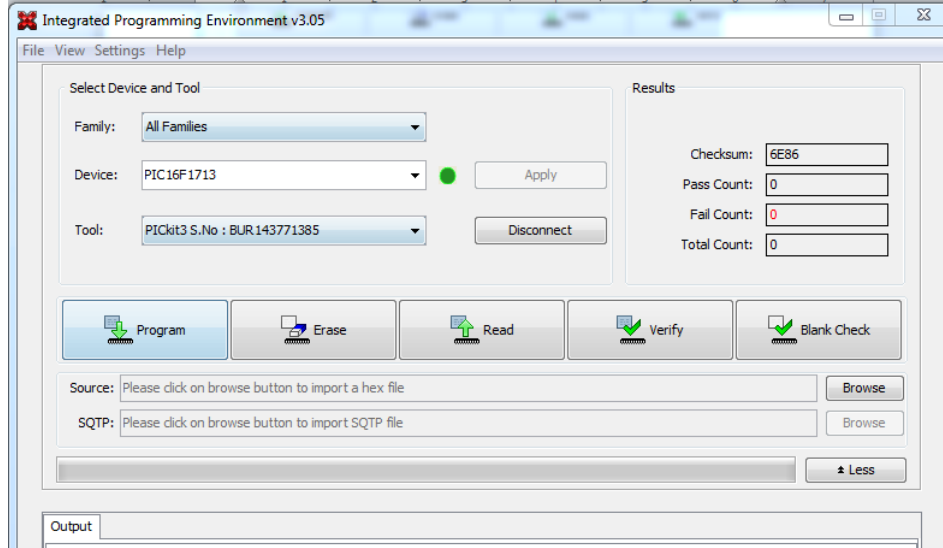 Integrated Programming Environment v3.05
File View Settings Help
Select Device and Tool
Family: All Families
Device: PIC16F1713 Apply
Tool: PICkit3 S.No : BUR143771385 Disconnect
Results
Checksum: 6E86
Pass Count: 0
Fail Count: 0
Total Count: 0
Program Erase Read Verify Blank Check
Source: Please click on browse button to import a hex file Browse
SQTP: Please click on browse button to import SQTP file Browse
Less
Output